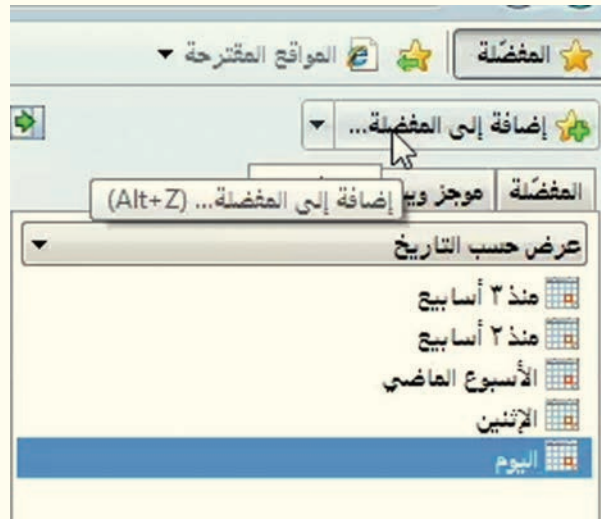 المفضّلة المواقع المقترحة
إضافة إلى المفضلة...
المفضّلة موجز
إضافة إلى المفضلة... (Alt+Z)
عرض حسب التاريخ
منذ ٣ أسابيع
منذ ٢ أسابيع
الأسبوع الماضي
الإثنين
اليوم